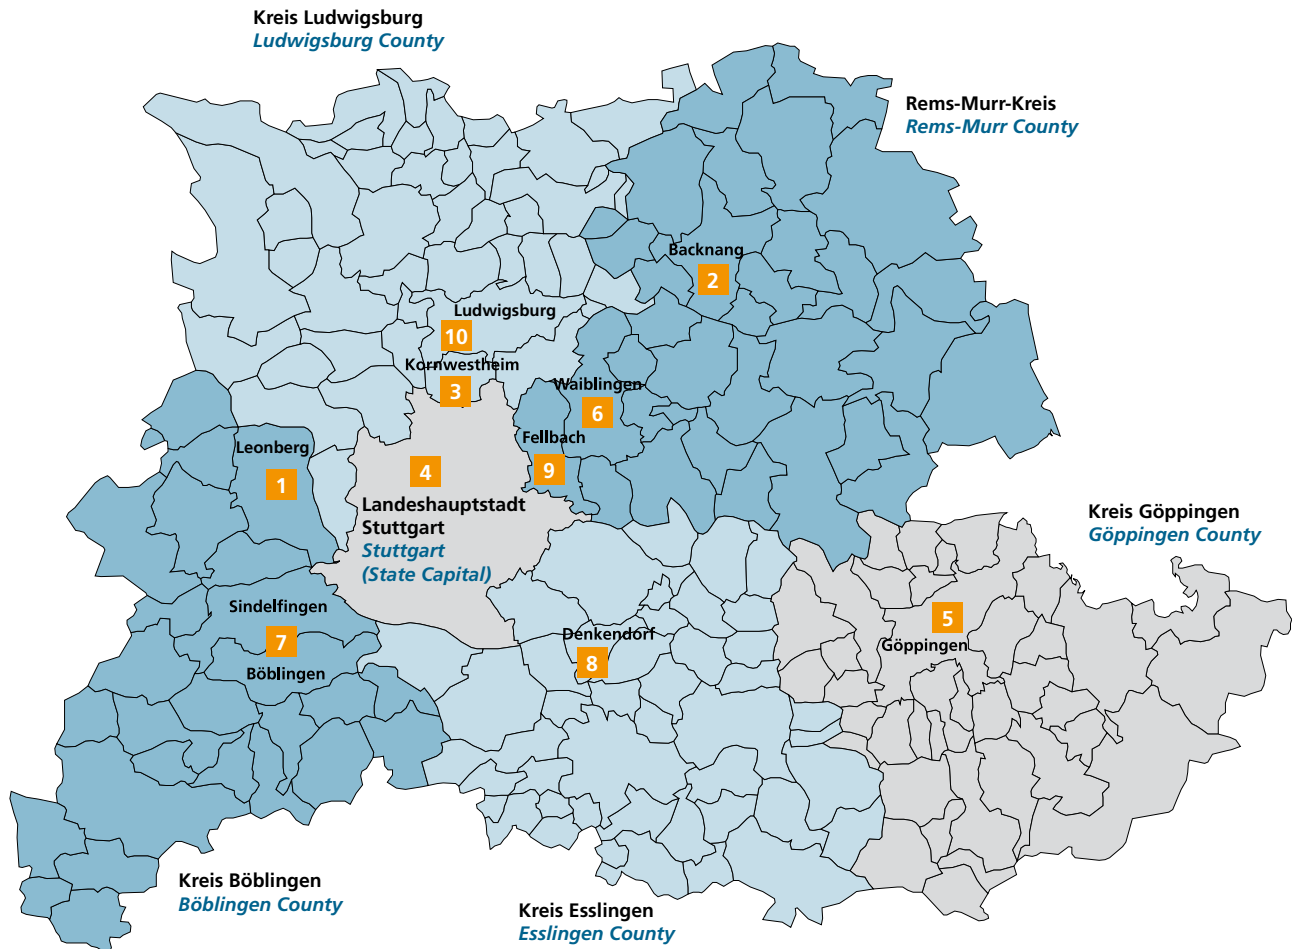 Kreis Ludwigsburg
Ludwigsburg County
Rems-Murr-Kreis
Rems-Murr County
Backnang
2
Ludwigsburg
10
Kornwestheim
3
Waiblingen
6
Fellbach
9
Leonberg
1
4
Landeshauptstadt
Stuttgart
Stuttgart
(State Capital)
Kreis Göppingen
Göppingen County
Sindelfingen
7
Böblingen
Denkendorf
8
5
Göppingen
Kreis Böblingen
Böblingen County
Kreis Esslingen
Esslingen County